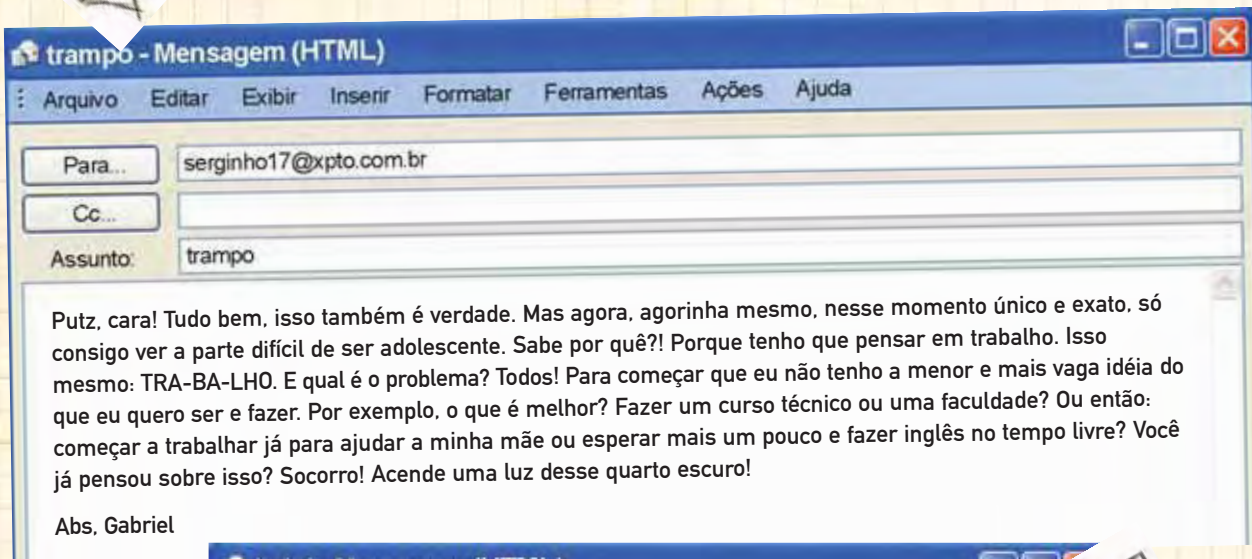 trampo - Mensagem (HTML)
Arquivo Editar Exibir Inserir Formatar Ferramentas Ações Ajuda
Para... serginho17@xpto.com.br
Cc...
Assunto: trampo
Putz, cara! Tudo bem, isso também é verdade. Mas agora, agorinha mesmo, nesse momento único e exato, só
consigo ver a parte difícil de ser adolescente. Sabe por quê?! Porque tenho que pensar em trabalho. Isso
mesmo: TRA-BA-LHO. E qual é o problema? Todos! Para começar que eu não tenho a menor e mais vaga idéia do
que eu quero ser e fazer. Por exemplo, o que é melhor? Fazer um curso técnico ou uma faculdade? Ou então:
começar a trabalhar já para ajudar a minha mãe ou esperar mais um pouco e fazer inglês no tempo livre? Você
já pensou sobre isso? Socorro! Acende uma luz desse quarto escuro!
Abs, Gabriel